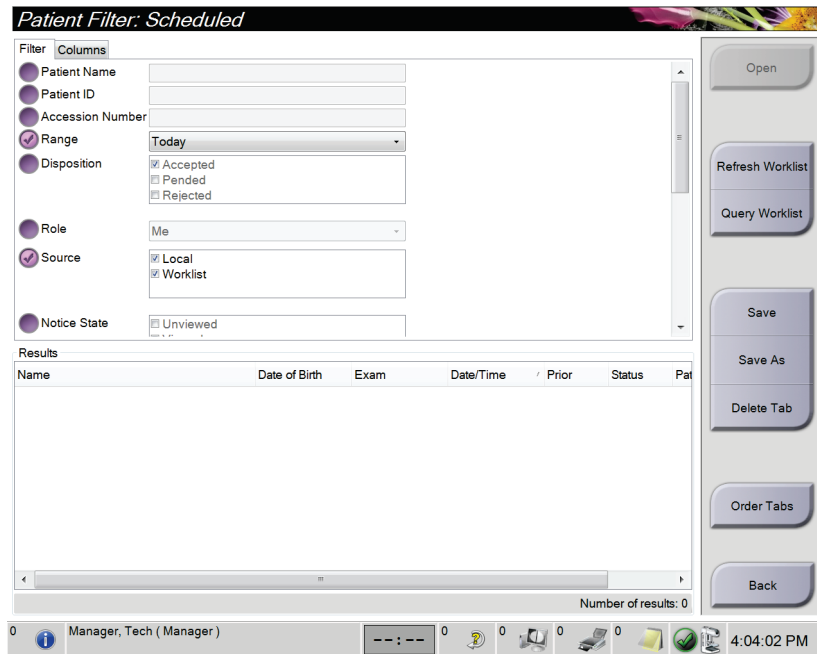 Patient Filter: Scheduled
Filter Columns
Patient Name
Patient ID
Accession Number
Range Today
Disposition Accepted
Pended
Rejected
Role Me
Source Local
Worklist
Notice State Unviewed
Open
Refresh Worklist
Query Worklist
Save
Save As
Delete Tab
Order Tabs
Back
Results
Name Date of Birth Exam Date/Time Prior Status Pat
Number of results: 0
0 Manager, Tech ( Manager ) --:-- 0 0 0 0 4:04:02 PM